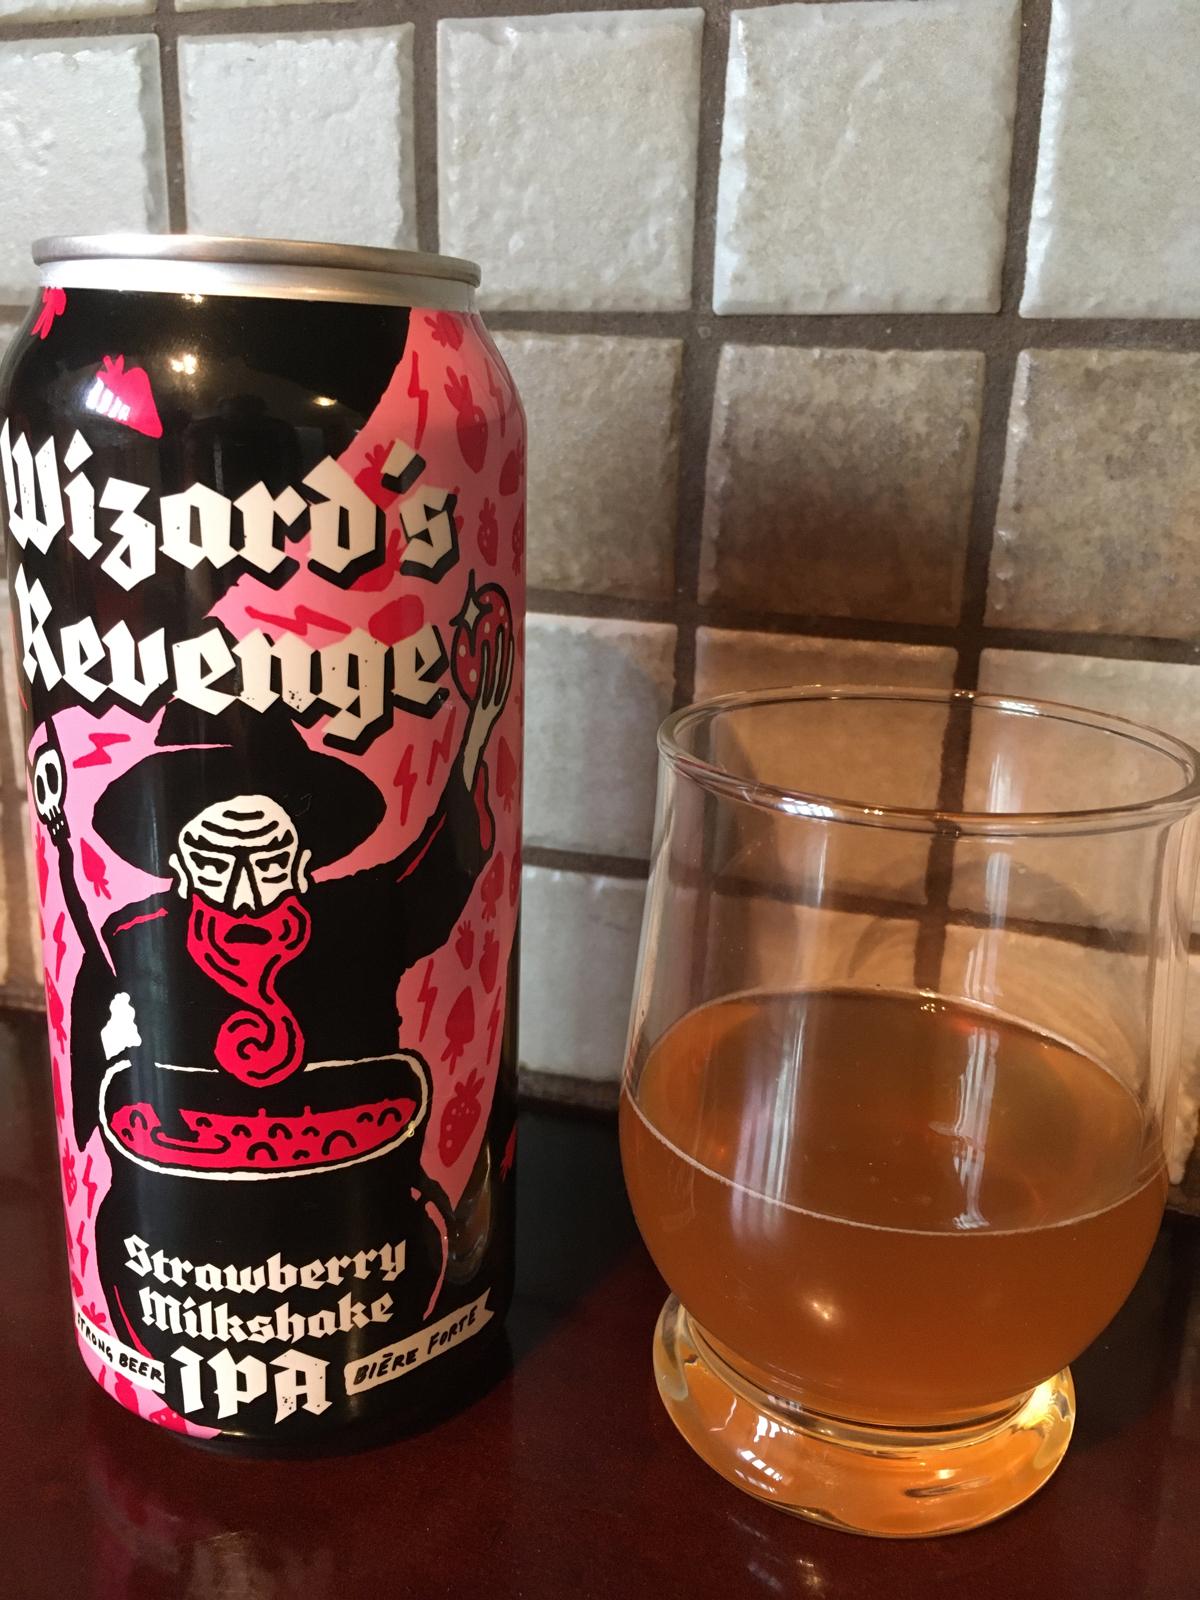 Wizard's
Revenge
Strawberry
Milkshake
STRONG BEER
IPA
BIÈRE FORTE